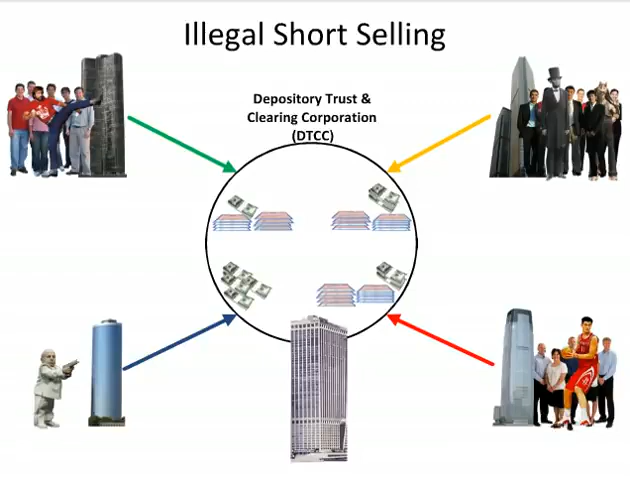 Illegal Short Selling
Depository Trust &
Clearing Corporation
(DTCC)